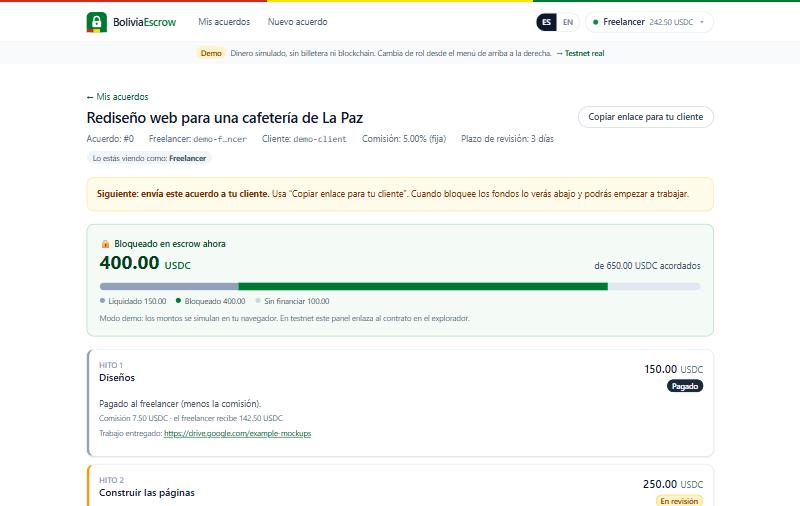 BoliviaEscrow Mis acuerdos Nuevo acuerdo ES EN Freelancer 242.50 USDC
Demo Dinero simulado, sin billetera ni blockchain. Cambia de rol desde el menú de arriba a la derecha. → Testnet real
← Mis acuerdos
Rediseño web para una cafetería de La Paz Copiar enlace para tu cliente
Acuerdo: #0 Freelancer: demo-f…ncer Cliente: demo-client Comisión: 5.00% (fija) Plazo de revisión: 3 días
Lo estás viendo como: Freelancer
Siguiente: envía este acuerdo a tu cliente. Usa "Copiar enlace para tu cliente". Cuando bloquee los fondos lo verás abajo y podrás empezar a trabajar.
Bloqueado en escrow ahora
400.00 USDC de 650.00 USDC acordados
Liquidado 150.00 Bloqueado 400.00 Sin financiar 100.00
Modo demo: los montos se simulan en tu navegador. En testnet este panel enlaza al contrato en el explorador.
HITO 1
Diseños 150.00 USDC
Pagado
Pagado al freelancer (menos la comisión).
Comisión 7.50 USDC · el freelancer recibe 142.50 USDC
Trabajo entregado: https://drive.google.com/example-mockups
HITO 2
Construir las páginas 250.00 USDC
En revisión